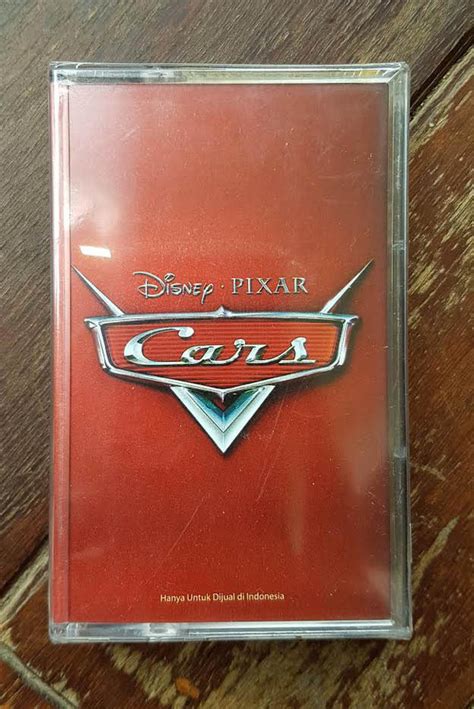 Disney · PIXAR
Cars
Hanya Untuk Dijual di Indonesia